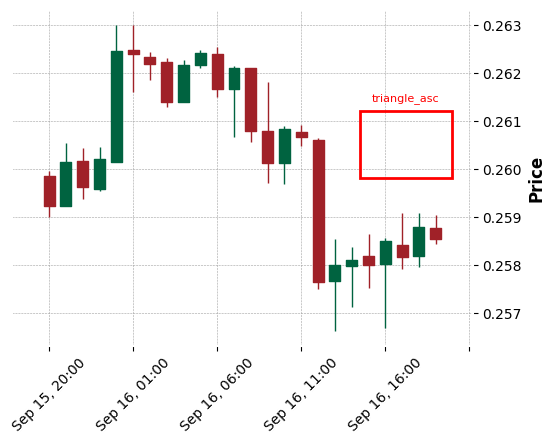 0.263
0.262
triangle_asc
0.261
0.260
0.259
0.258
0.257
Price
Sep 15, 20:00
Sep 16, 01:00
Sep 16, 06:00
Sep 16, 11:00
Sep 16, 16:00